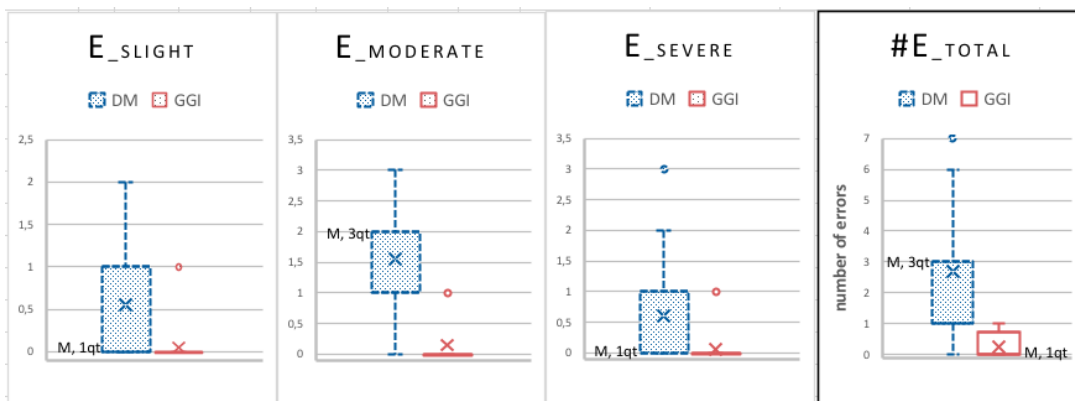 E_SLIGHT
DM GGI
2,5
2
1,5
1
0,5
0
M, 1qt
E_MODERATE
DM GGI
3,5
3
2,5
2
1,5
1
0,5
0
M, 3qt
E_SEVERE
DM GGI
3,5
3
2,5
2
1,5
1
0,5
0
M, 1qt
#E_TOTAL
DM GGI
number of errors
7
6
5
4
3
2
1
0
M, 3qt
M, 1qt